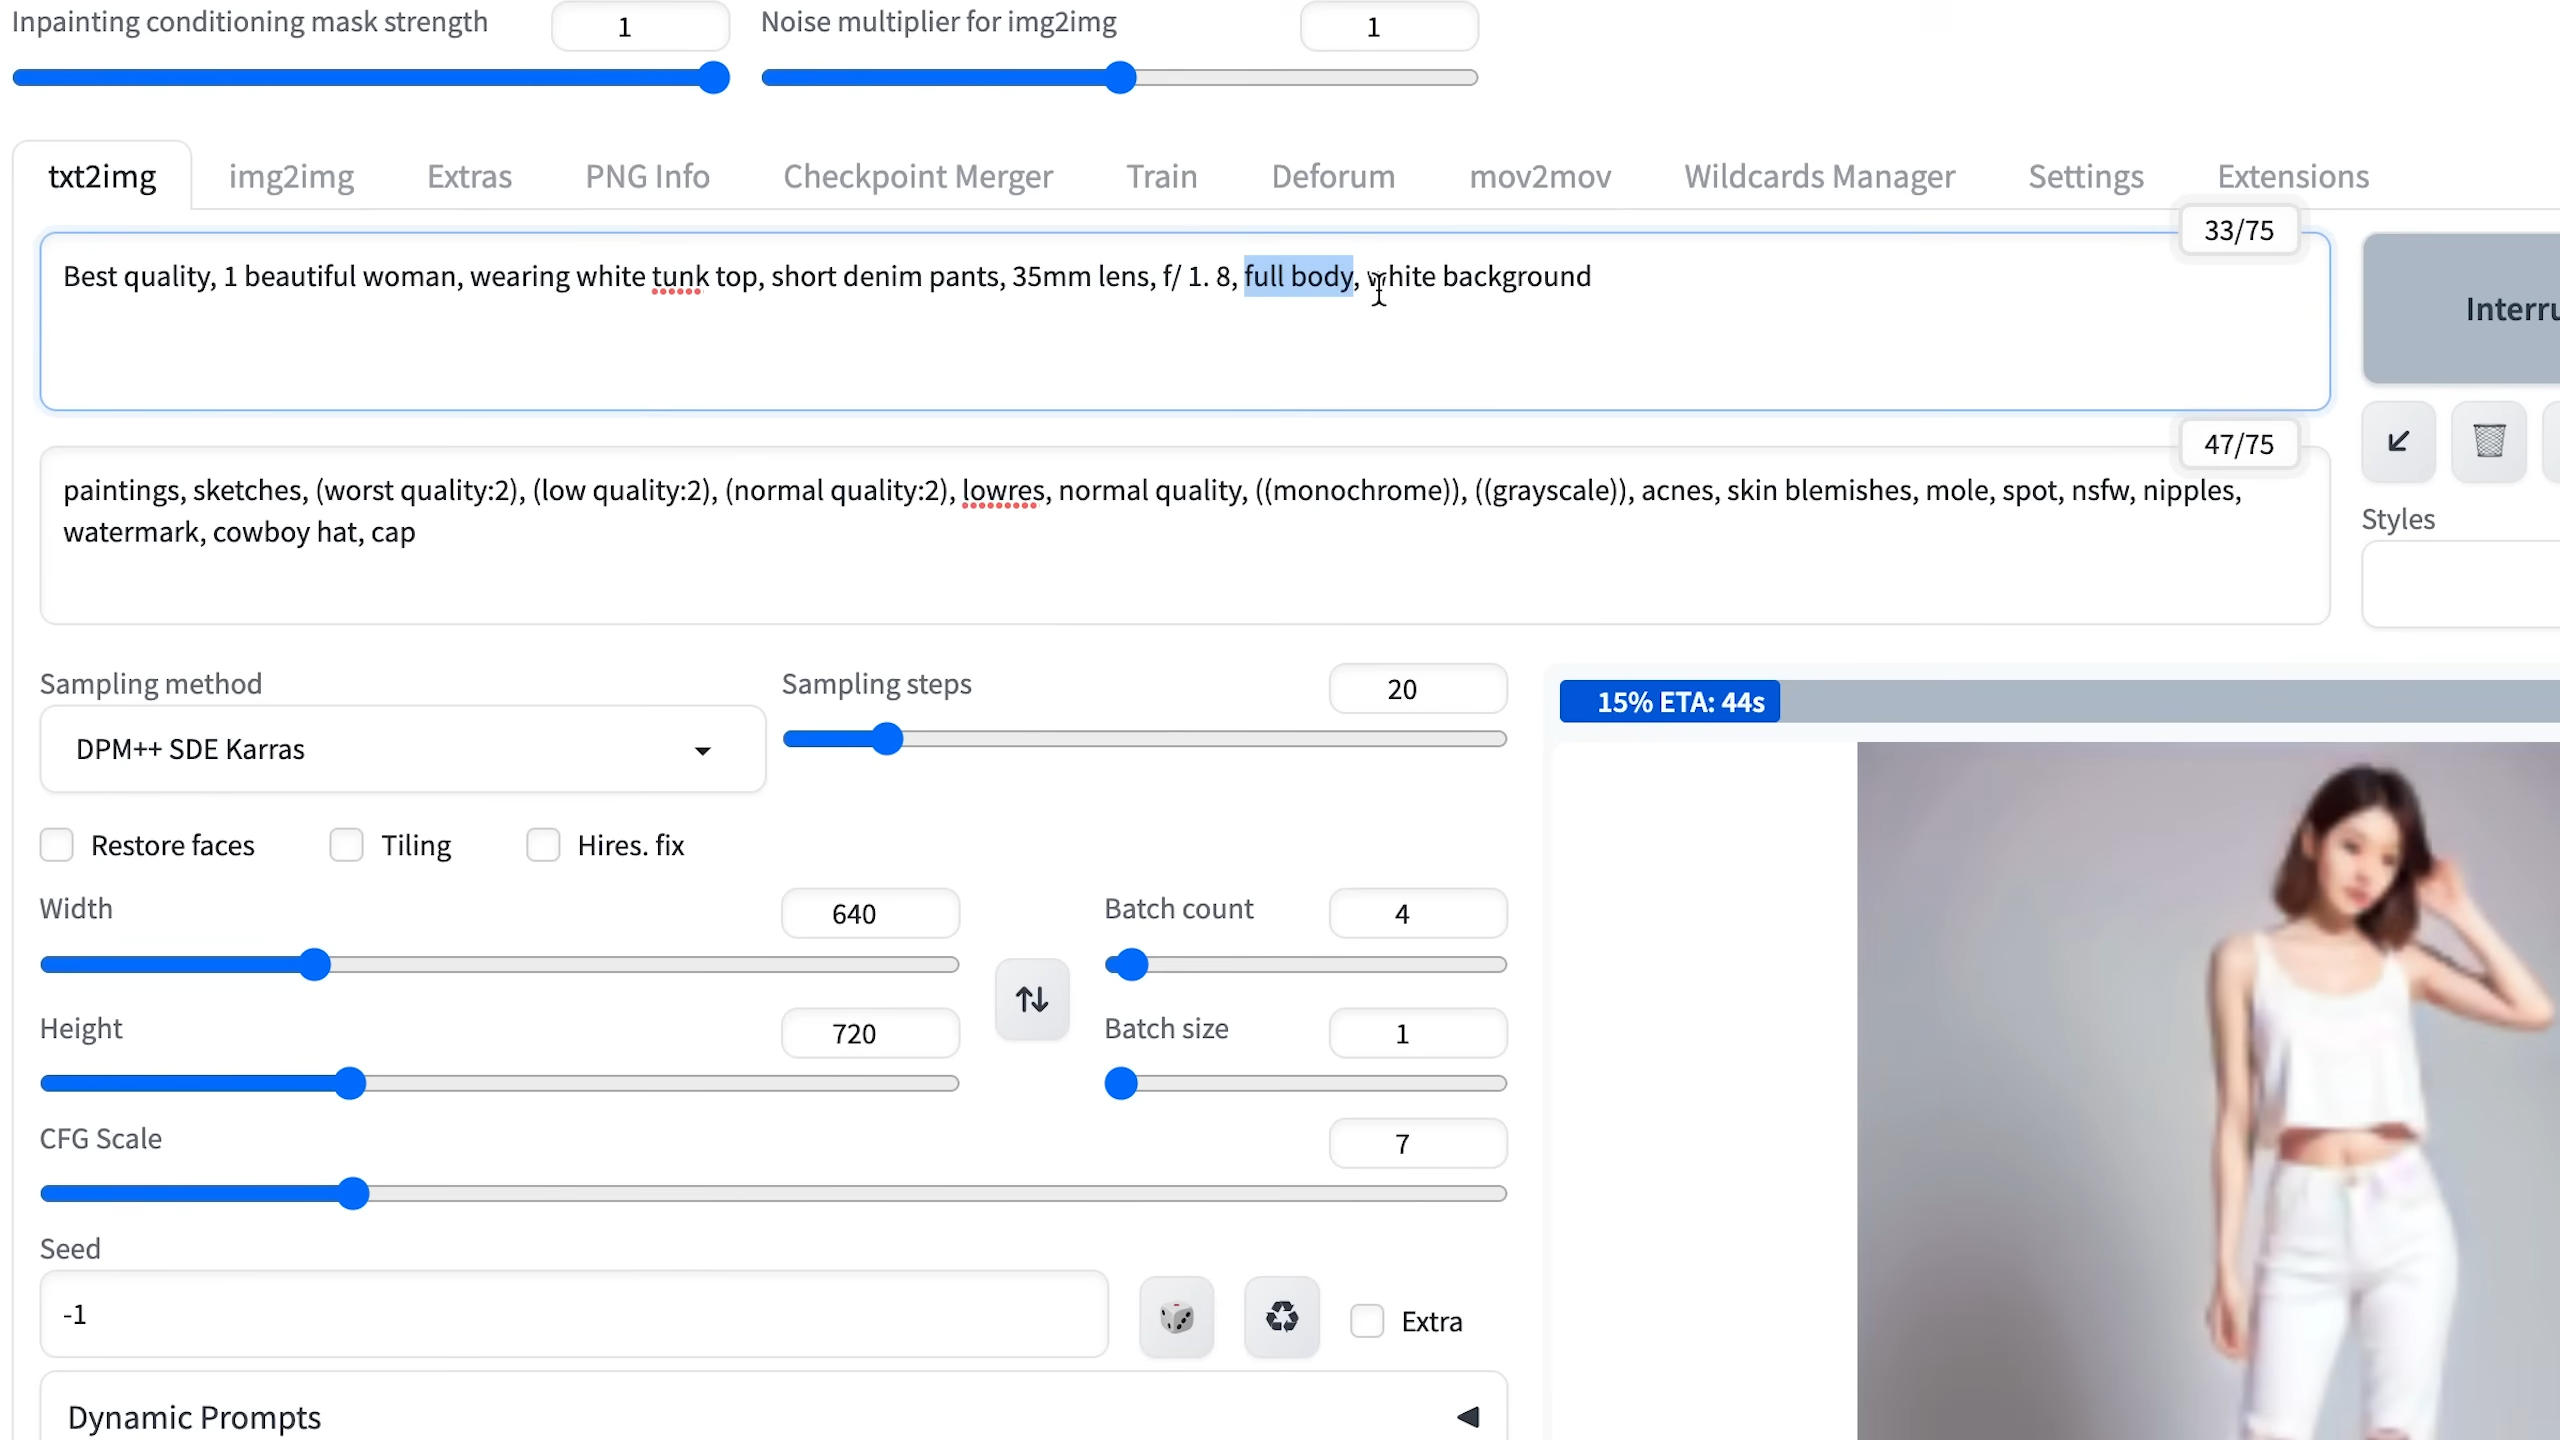 Inpainting conditioning mask strength 1 Noise multiplier for img2img 1
txt2img img2img Extras PNG Info Checkpoint Merger Train Deforum mov2mov Wildcards Manager Settings Extensions
33/75
Best quality, 1 beautiful woman, wearing white tunk top, short denim pants, 35mm lens, f/ 1. 8, full body, white background
47/75
paintings, sketches, (worst quality:2), (low quality:2), (normal quality:2), lowres, normal quality, ((monochrome)), ((grayscale)), acnes, skin blemishes, mole, spot, nsfw, nipples,
watermark, cowboy hat, cap
Interru
Styles
Sampling method
DPM++ SDE Karras
Sampling steps 20
15% ETA: 44s
Restore faces Tiling Hires. fix
Width 640
Batch count 4
Height 720
Batch size 1
CFG Scale 7
Seed
-1
Extra
Dynamic Prompts